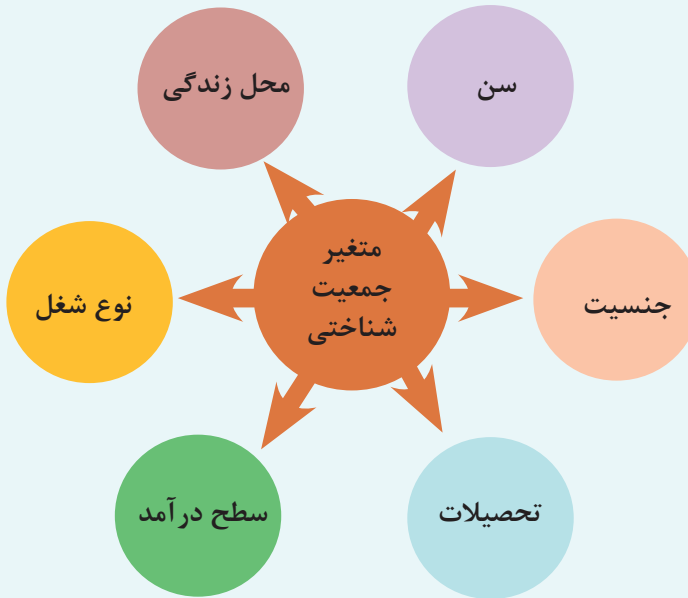 سن
محل زندگی
متغیر
جمعیت
شناختی
جنسیت
نوع شغل
تحصیلات
سطح درآمد